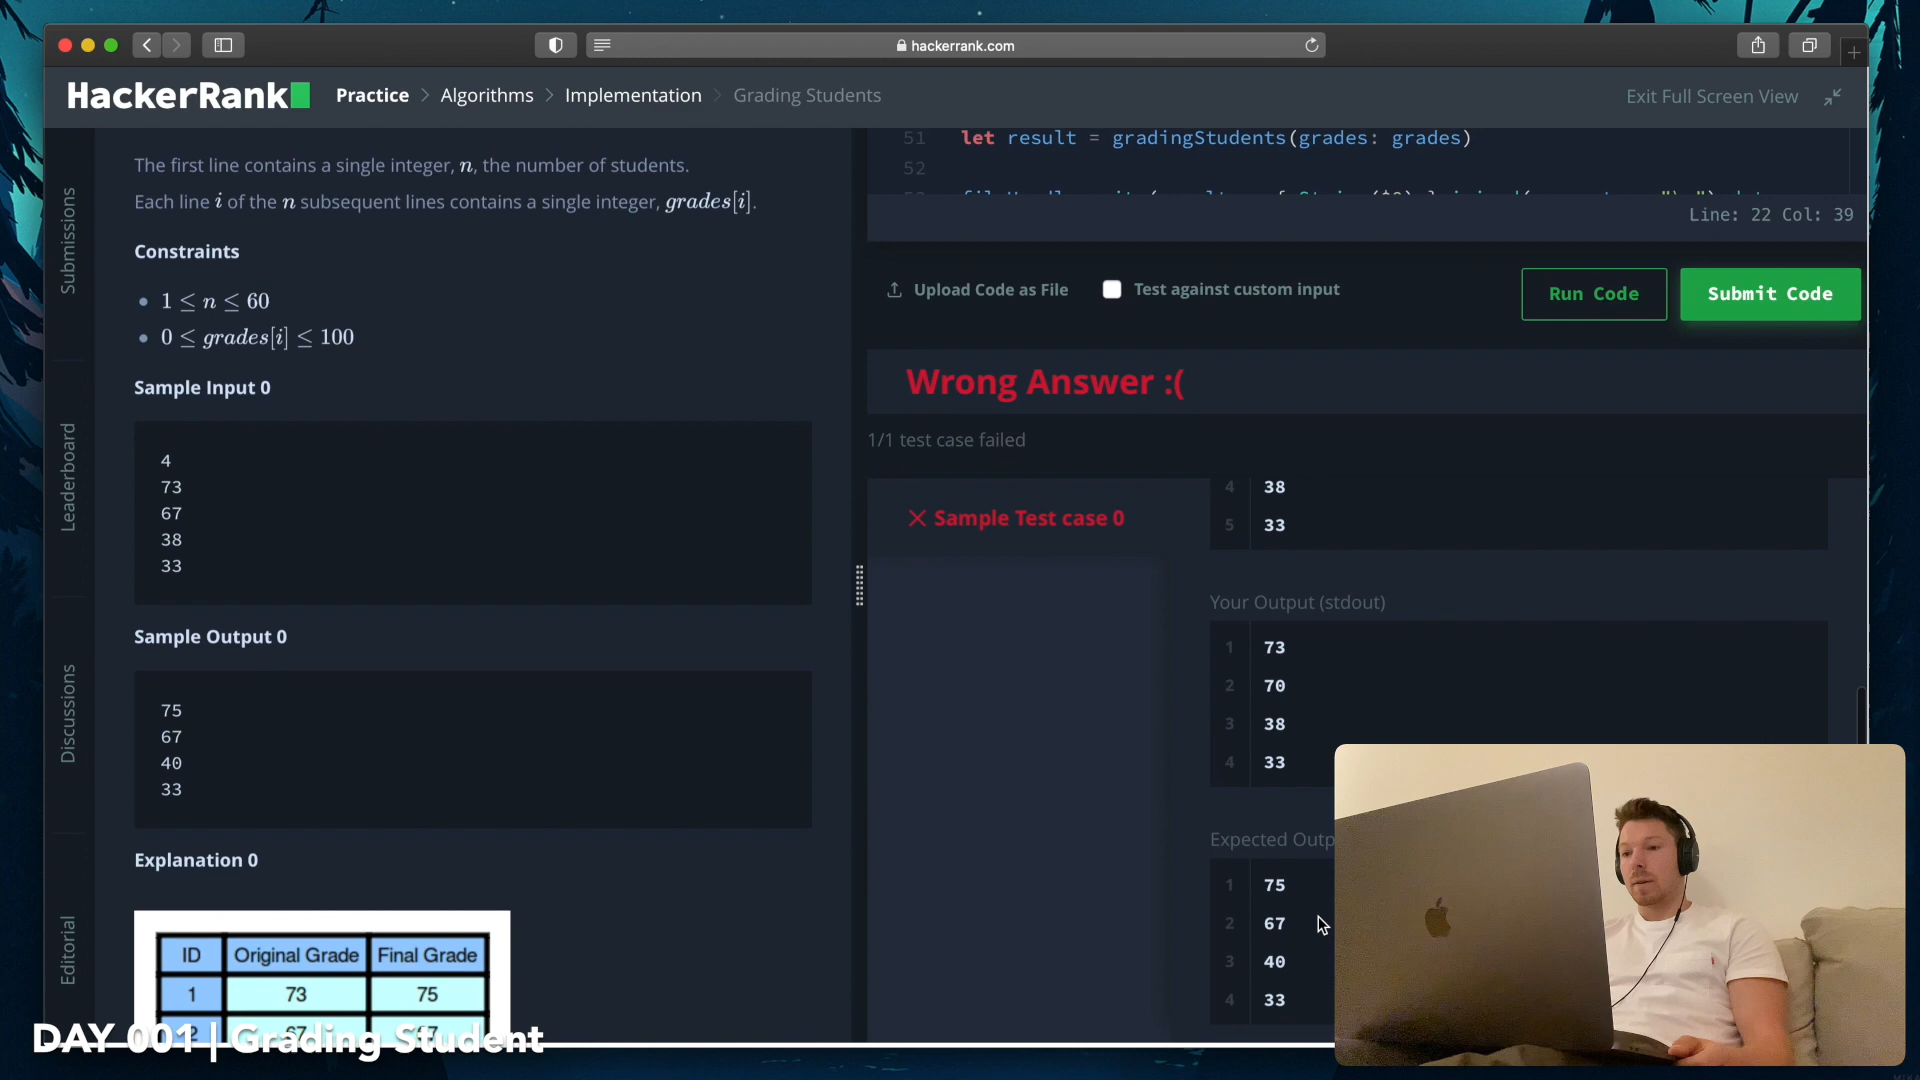 hackerrank.com
HackerRank
Practice > Algorithms > Implementation > Grading Students
Exit Full Screen View
Submissions
Leaderboard
Discussions
Editorial
The first line contains a single integer, n, the number of students.
Each line i of the n subsequent lines contains a single integer, grades[i].
Constraints
• 1 ≤ n ≤ 60
• 0 ≤ grades[i] ≤ 100
Sample Input 0
4
73
67
38
33
Sample Output 0
75
67
40
33
Explanation 0
ID Original Grade Final Grade
1 73 75
2 67 67
51 let result = gradingStudents(grades: grades)
52
Line: 22 Col: 39
Upload Code as File
Test against custom input
Run Code
Submit Code
Wrong Answer :(
1/1 test case failed
Sample Test case 0
4 38
5 33
Your Output (stdout)
1 73
2 70
3 38
4 33
Expected Outp
1 75
2 67
3 40
4 33
DAY 001 | Grading Student